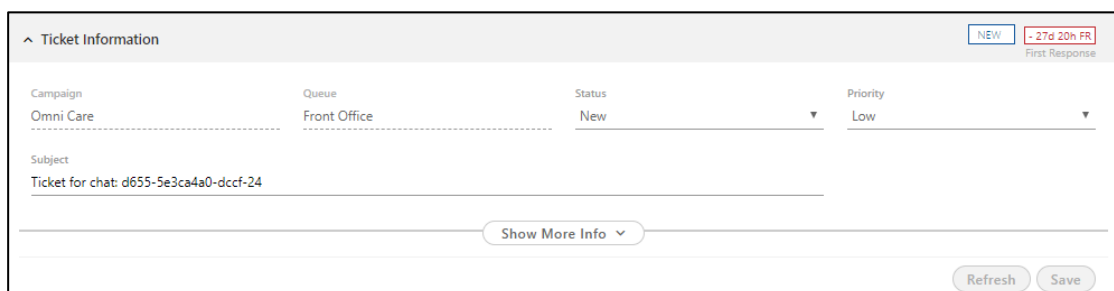 Ticket Information
NEW
- 27d 20h FR
First Response
Campaign
Queue
Status
Priority
Omni Care
Front Office
New
Low
Subject
Ticket for chat: d655-5e3ca4a0-dccf-24
Show More Info
Refresh
Save